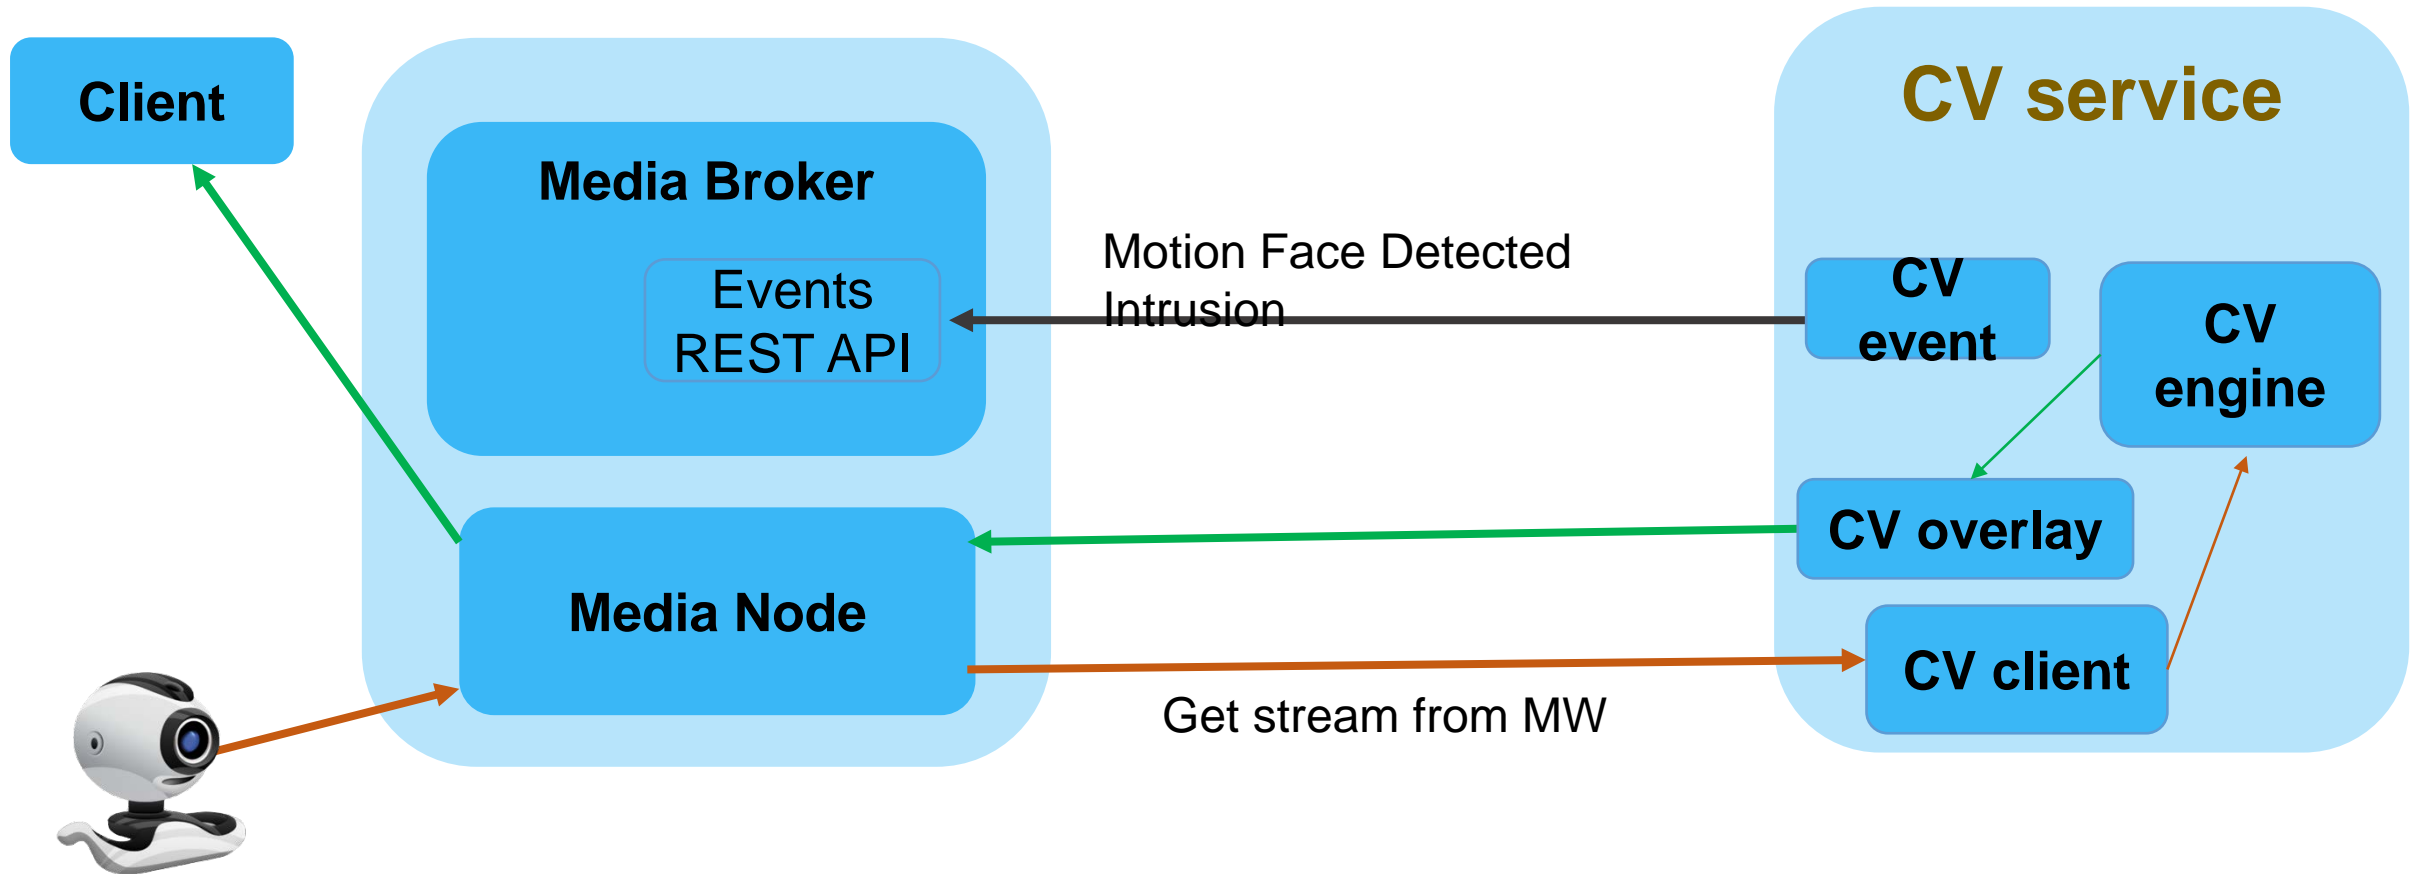 Client
Media Broker
Events
REST API
Media Node
Motion Face Detected
Intrusion
Get stream from MW
CV service
CV
event
CV
engine
CV overlay
CV client